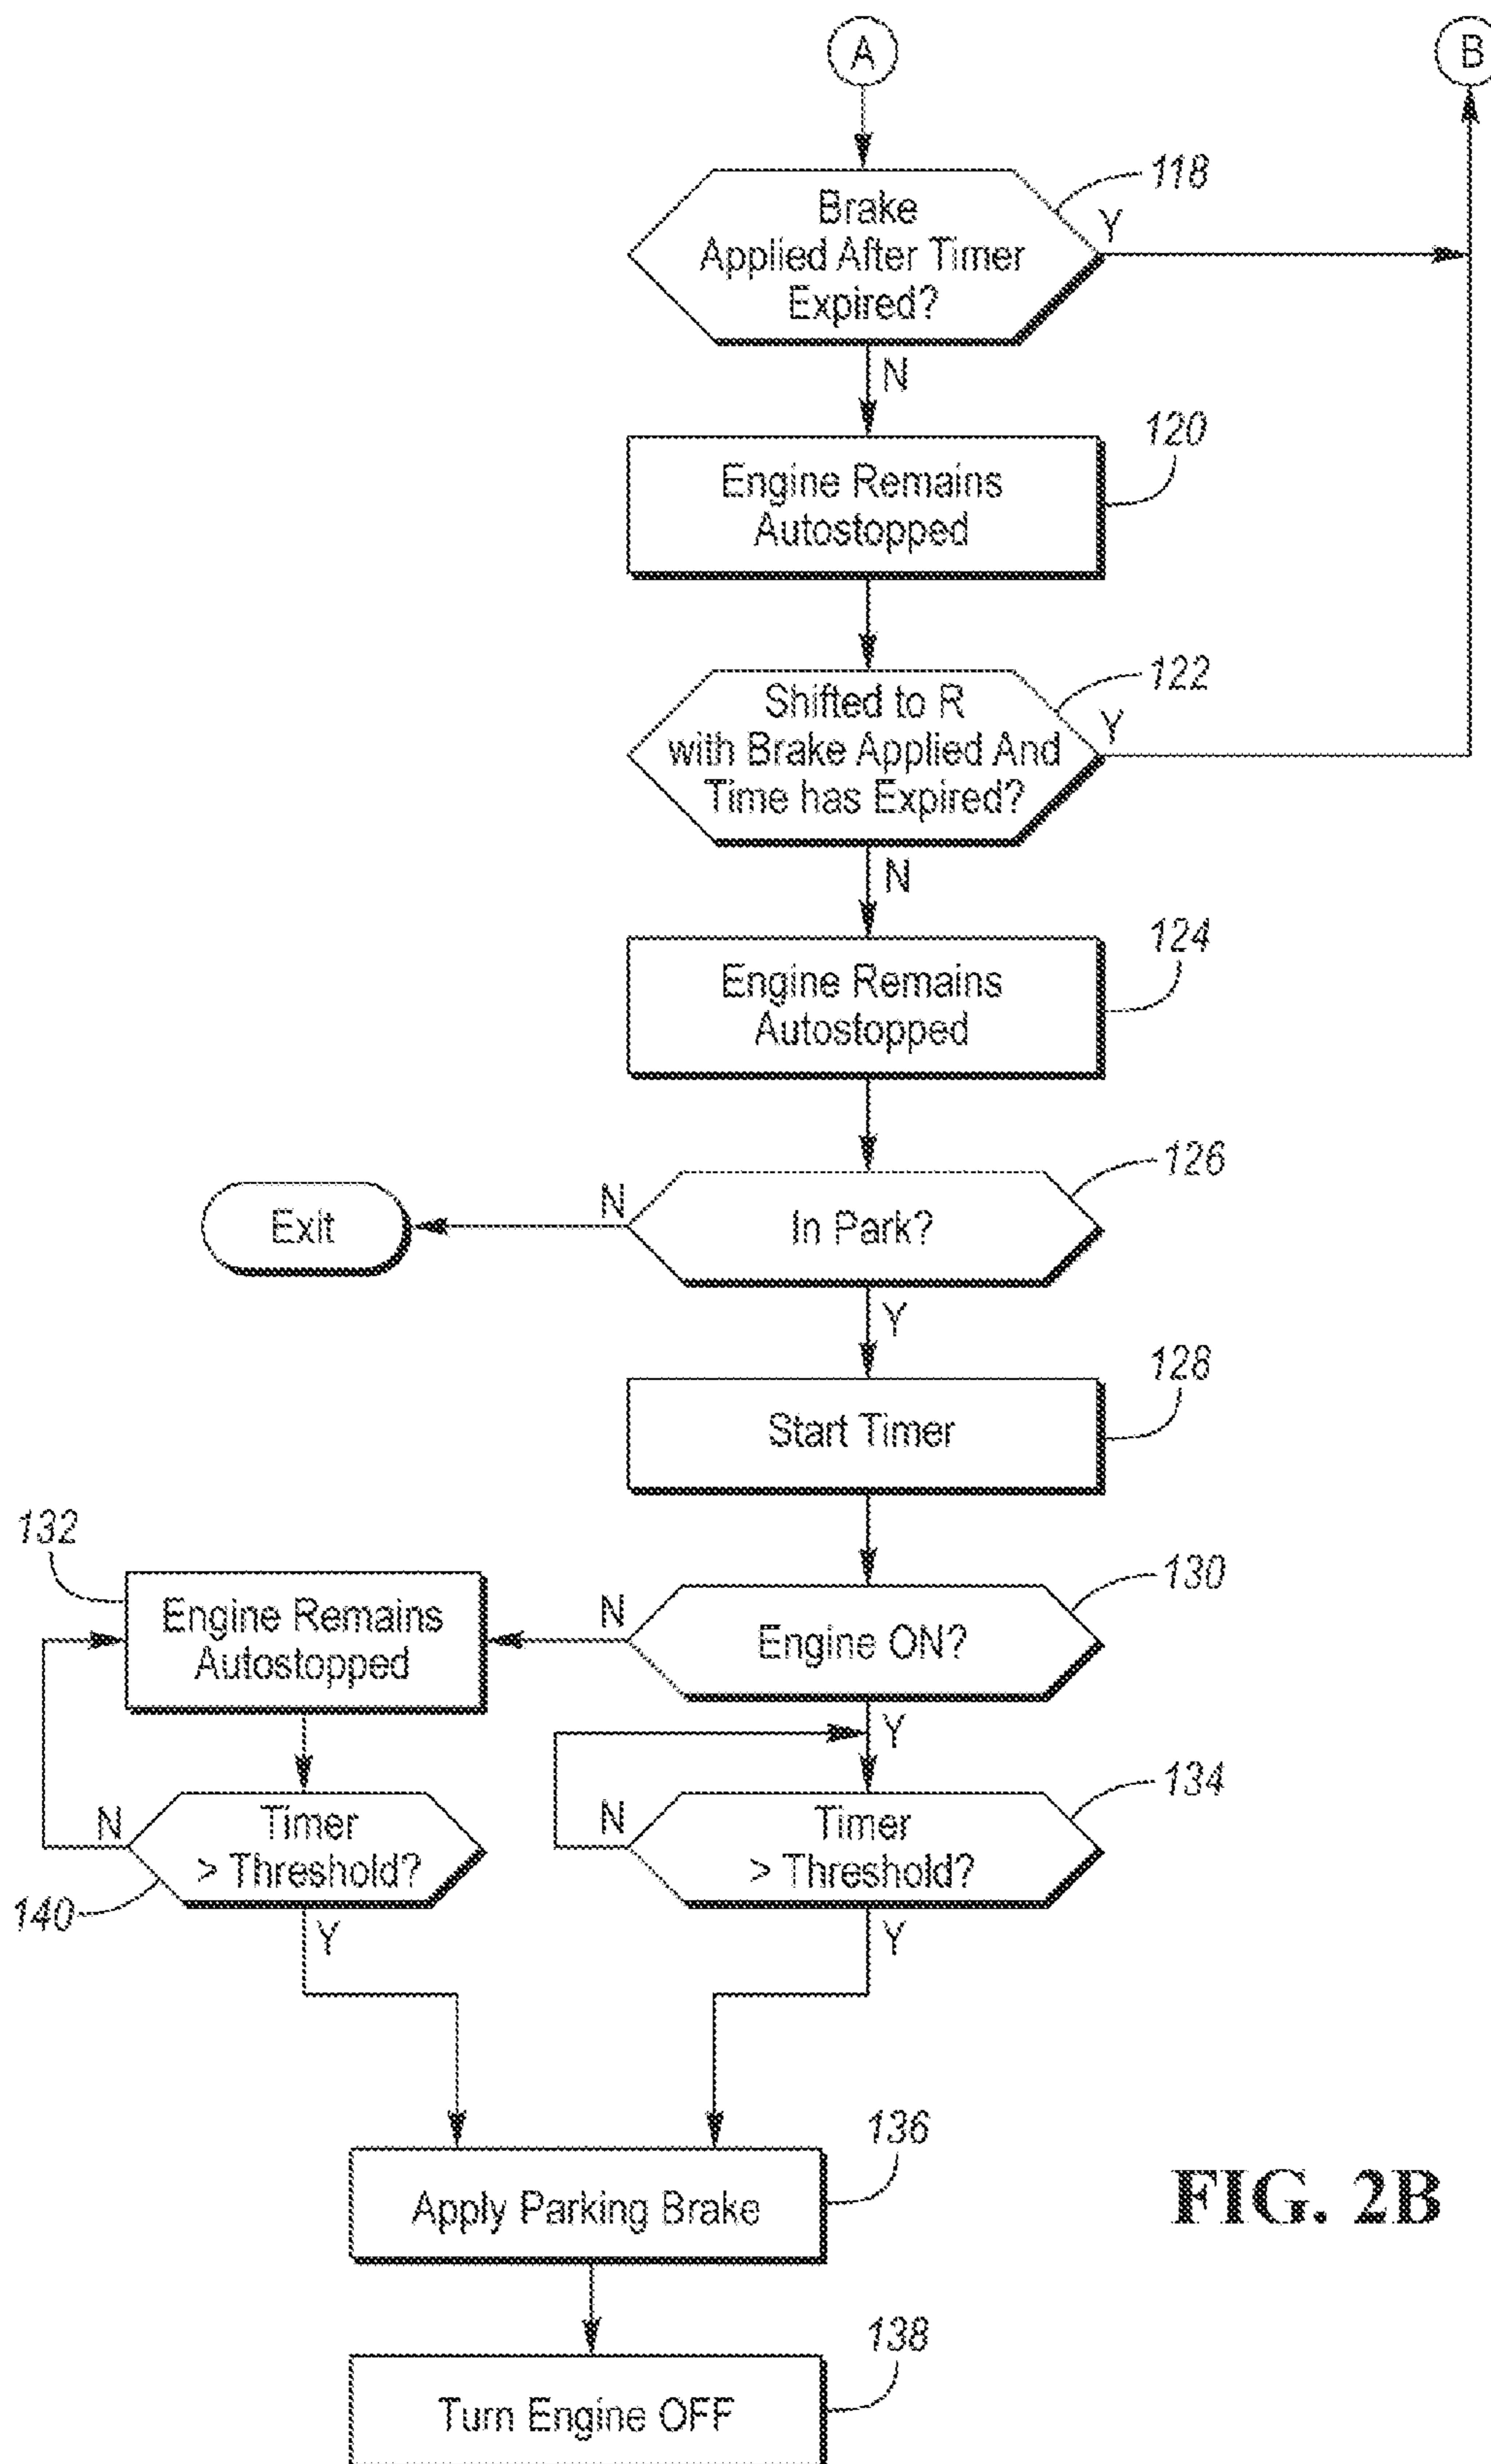 A
B
118
Brake
Applied After Timer
Expired?
Y
N
120
Engine Remains
Autostopped
122
Shifted to R
with Brake Applied And
Time has Expired?
Y
N
124
Engine Remains
Autostopped
126
In Park?
N
Exit
Y
128
Start Timer
132
Engine Remains
Autostopped
130
Engine ON?
N
Y
134
Timer
> Threshold?
N
Y
Timer
> Threshold?
N
140
Y
136
Apply Parking Brake
FIG. 2B
138
Turn Engine OFF